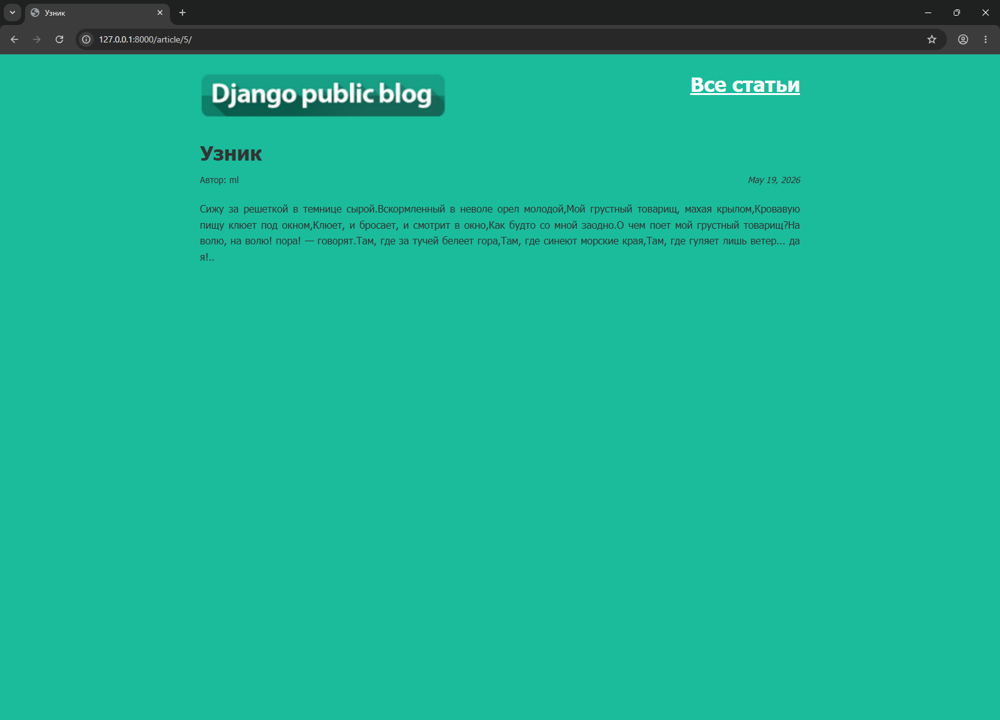 Узник
127.0.0.1:8000/article/5/
Django public blog
Все статьи
Узник
Автор: ml
May 19, 2026
Сижу за решеткой в темнице сырой.Вскормленный в неволе орел молодой,Мой грустный товарищ, махая крылом,Кровавую
пищу клюет под окном,Клюет, и бросает, и смотрит в окно,Как будто со мной заодно.О чем поет мой грустный товарищ?На
волю, на волю! пора! — говорят.Там, где за тучей белеет гора,Там, где синеют морские края,Там, где гуляет лишь ветер... да
я!..